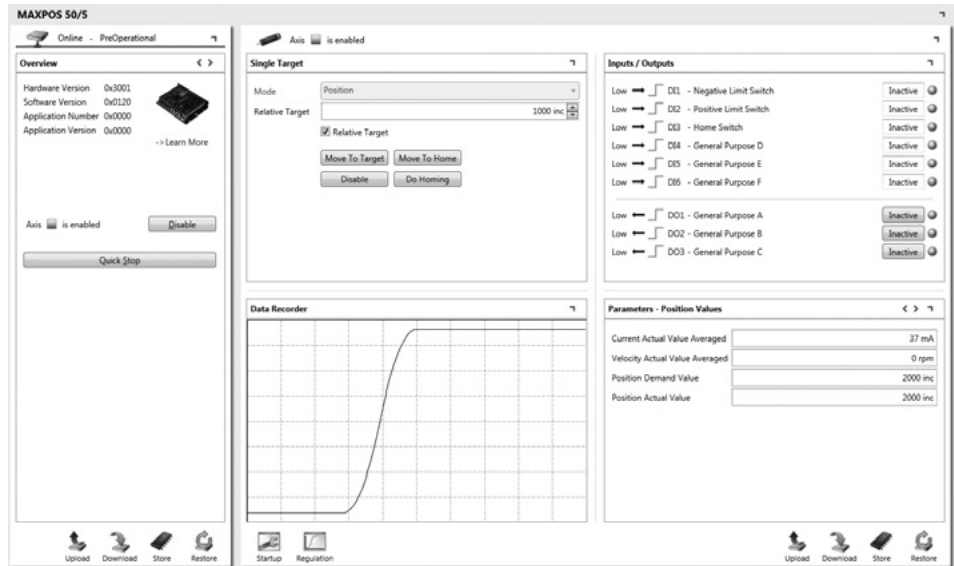 MAXPOS 50/5
Online - PreOperational
Overview
Hardware Version 0x3001
Software Version 0x0120
Application Number 0x0000
Application Version 0x0000
-> Learn More
Axis is enabled
Disable
Quick Stop
Upload
Download
Store
Restore
Axis is enabled
Single Target
Mode
Position
Relative Target
1000 inc
Relative Target
Move To Target
Move To Home
Disable
Do Homing
Inputs / Outputs
Low DI1 - Negative Limit Switch Inactive
Low DI2 - Positive Limit Switch Inactive
Low DI3 - Home Switch Inactive
Low DI4 - General Purpose D Inactive
Low DI5 - General Purpose E Inactive
Low DI6 - General Purpose F Inactive
Low DO1 - General Purpose A Inactive
Low DO2 - General Purpose B Inactive
Low DO3 - General Purpose C Inactive
Data Recorder
Parameters - Position Values
Current Actual Value Averaged 37 mA
Velocity Actual Value Averaged 0 rpm
Position Demand Value 2000 inc
Position Actual Value 2000 inc
Startup
Regulation
Upload
Download
Store
Restore